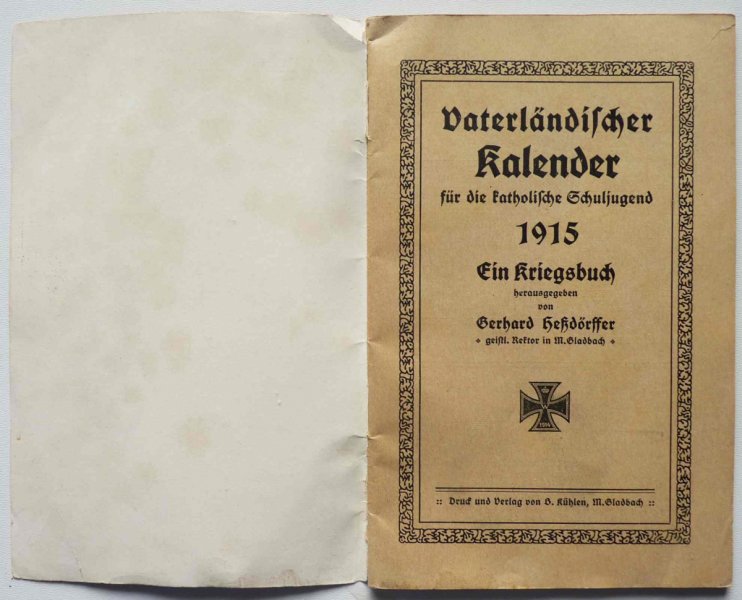 Vaterländischer
Kalender
für die katholische Schuljugend
1915
Ein Kriegsbuch
herausgegeben
von
Gerhard Heßdörffer
geistl. Rektor in M.Gladbach
1914
:: Druck und Verlag von B. Kühlen, M.Gladbach ::